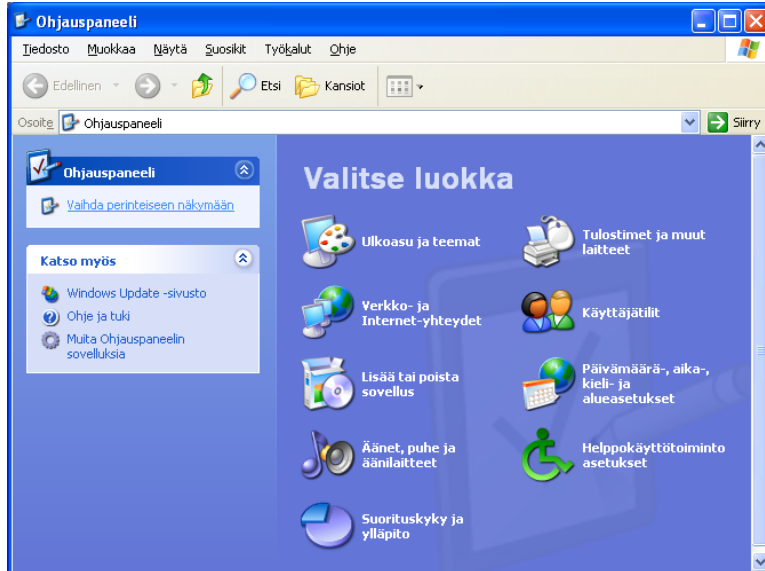 Ohjauspaneeli
Tiedosto Muokkaa Näytä Suosikit Työkalut Ohje
Edellinen Etsi Kansiot
Osoite Ohjauspaneeli Siirry
Ohjauspaneeli
Vaihda perinteiseen näkymään
Katso myös
Windows Update -sivusto
Ohje ja tuki
Muita Ohjauspaneelin
sovelluksia
Valitse luokka
Ulkoasu ja teemat
Tulostimet ja muut
laitteet
Verkko- ja
Internet-yhteydet
Käyttäjätilit
Lisää tai poista
sovellus
Päivämäärä-, aika-,
kieli- ja
alueasetukset
Äänet, puhe ja
äänilaitteet
Helppokäyttötoiminto
asetukset
Suorituskyky ja
ylläpito